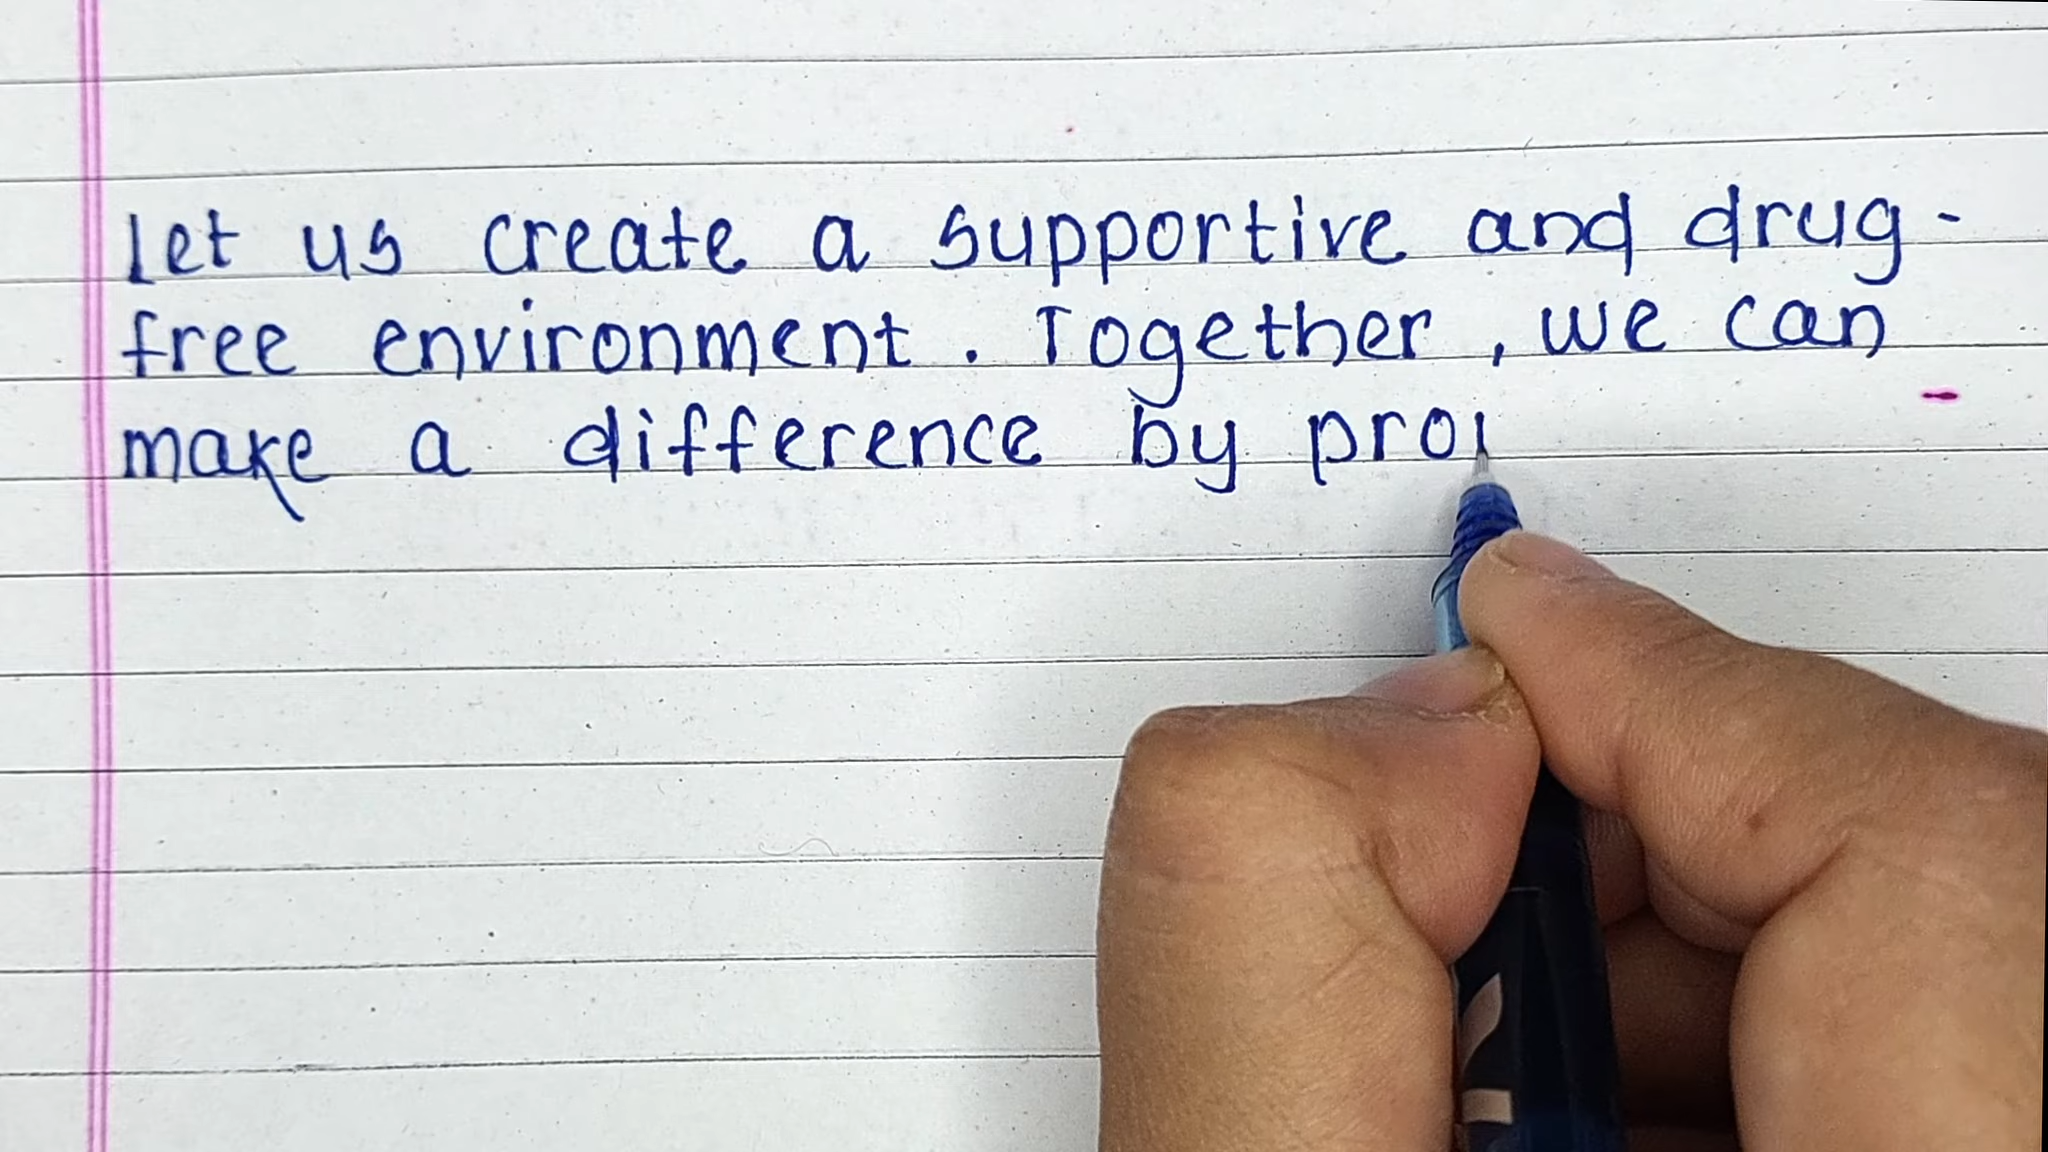 Let us create a supportive and drug-
free environment. Together, we can
make a difference by pro